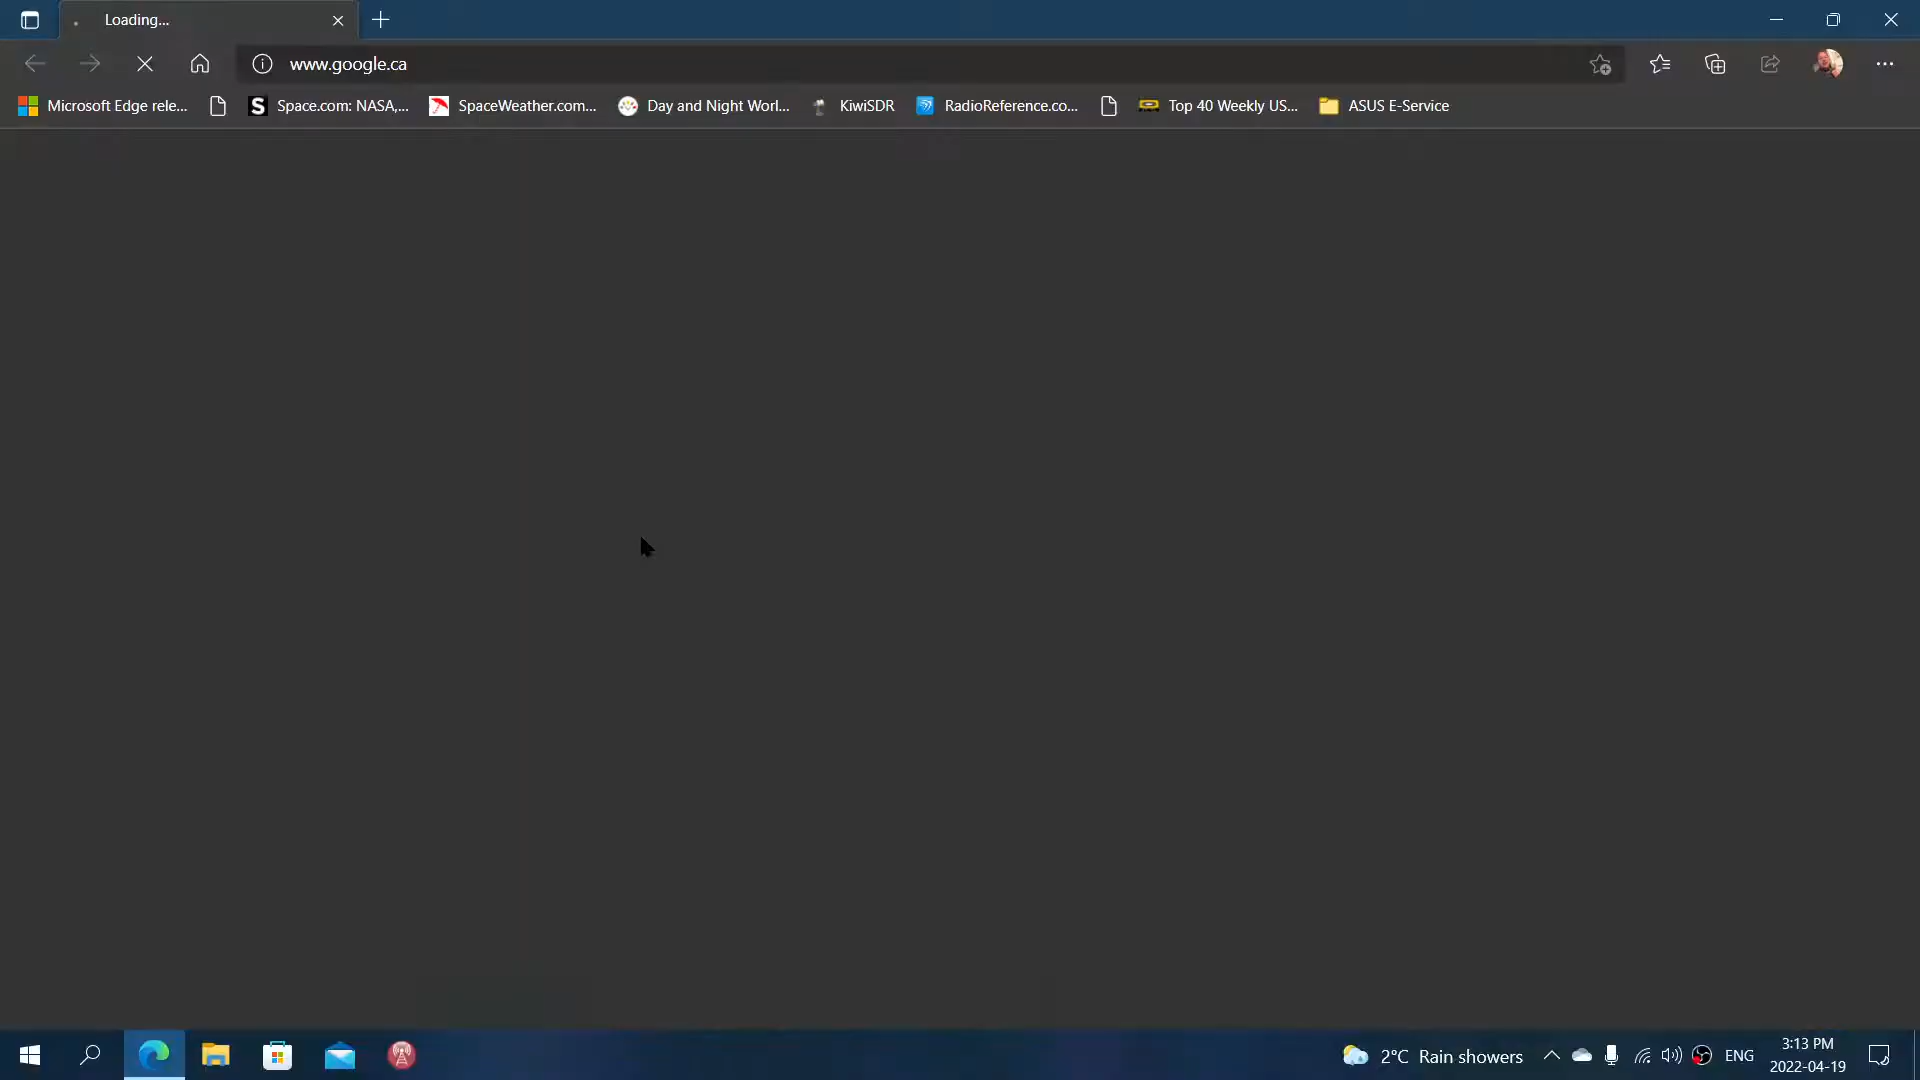 Loading...
www.google.ca
Microsoft Edge rele...
S Space.com: NASA,...
SpaceWeather.com...
Day and Night Worl...
KiwiSDR
RadioReference.co...
Top 40 Weekly US...
ASUS E-Service
2°C Rain showers
ENG
3:13 PM
2022-04-19